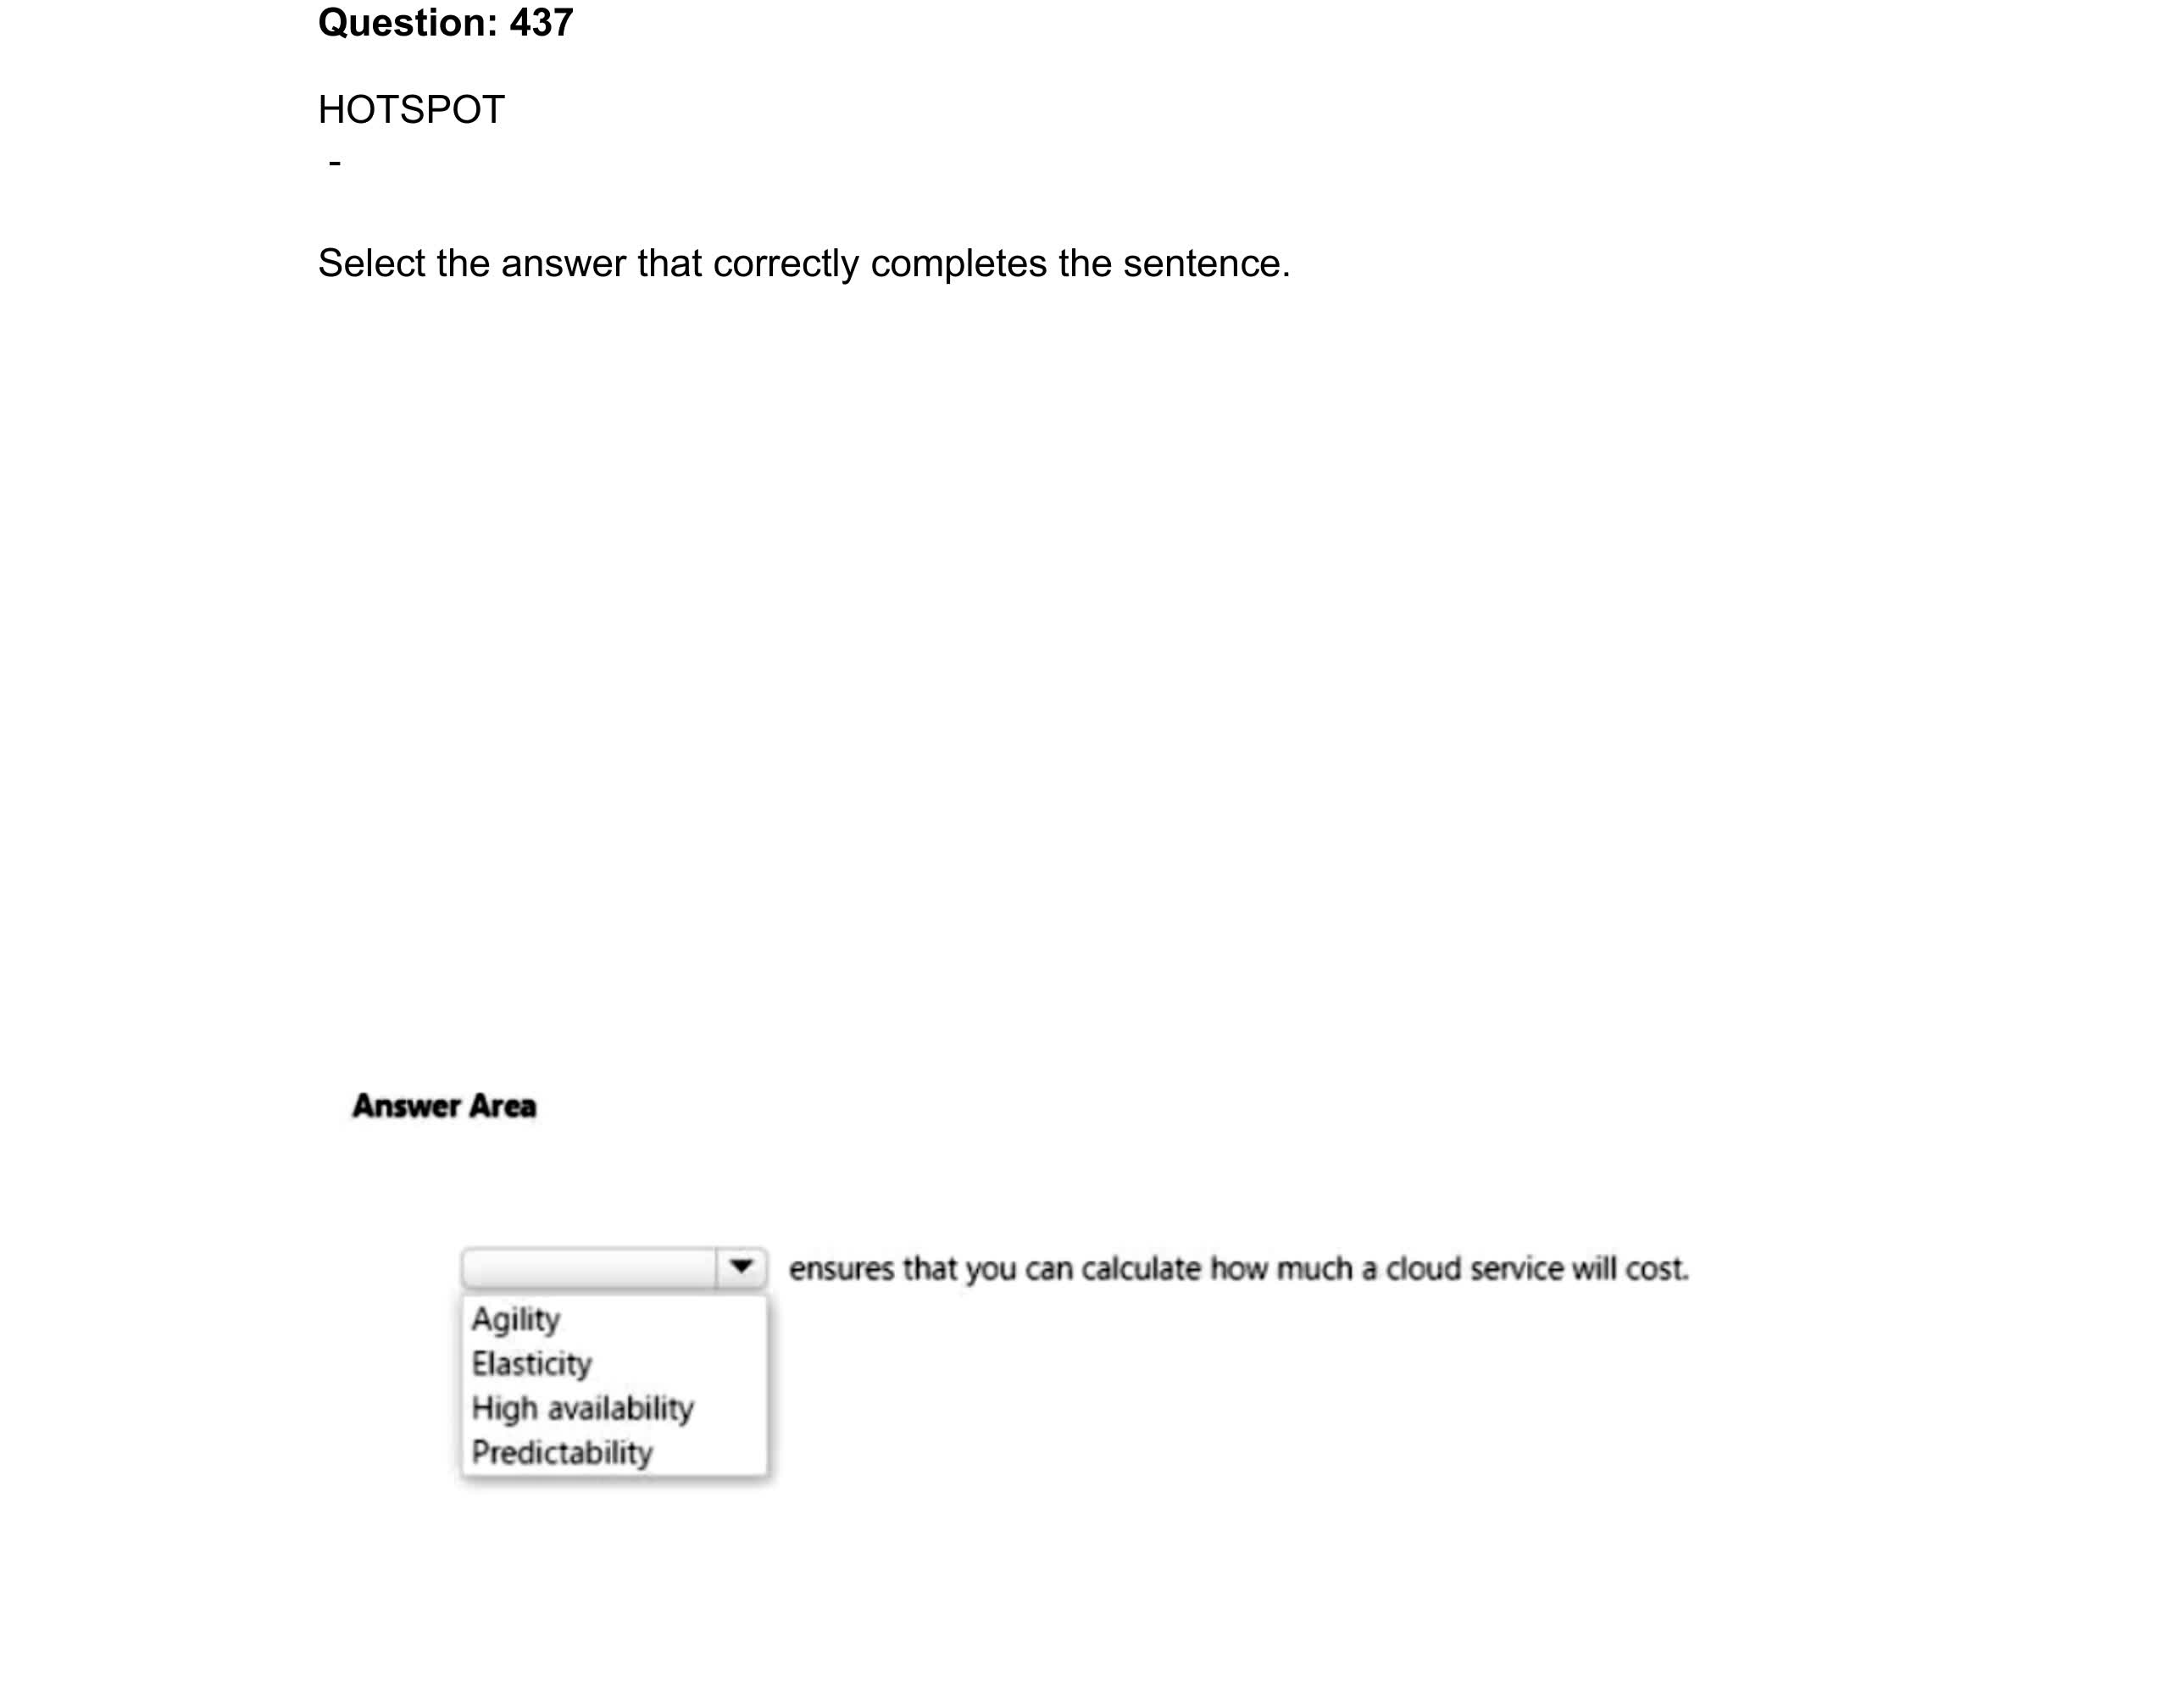 Question: 437
HOTSPOT
-
Select the answer that correctly completes the sentence.
Answer Area
ensures that you can calculate how much a cloud service will cost.
Agility
Elasticity
High availability
Predictability